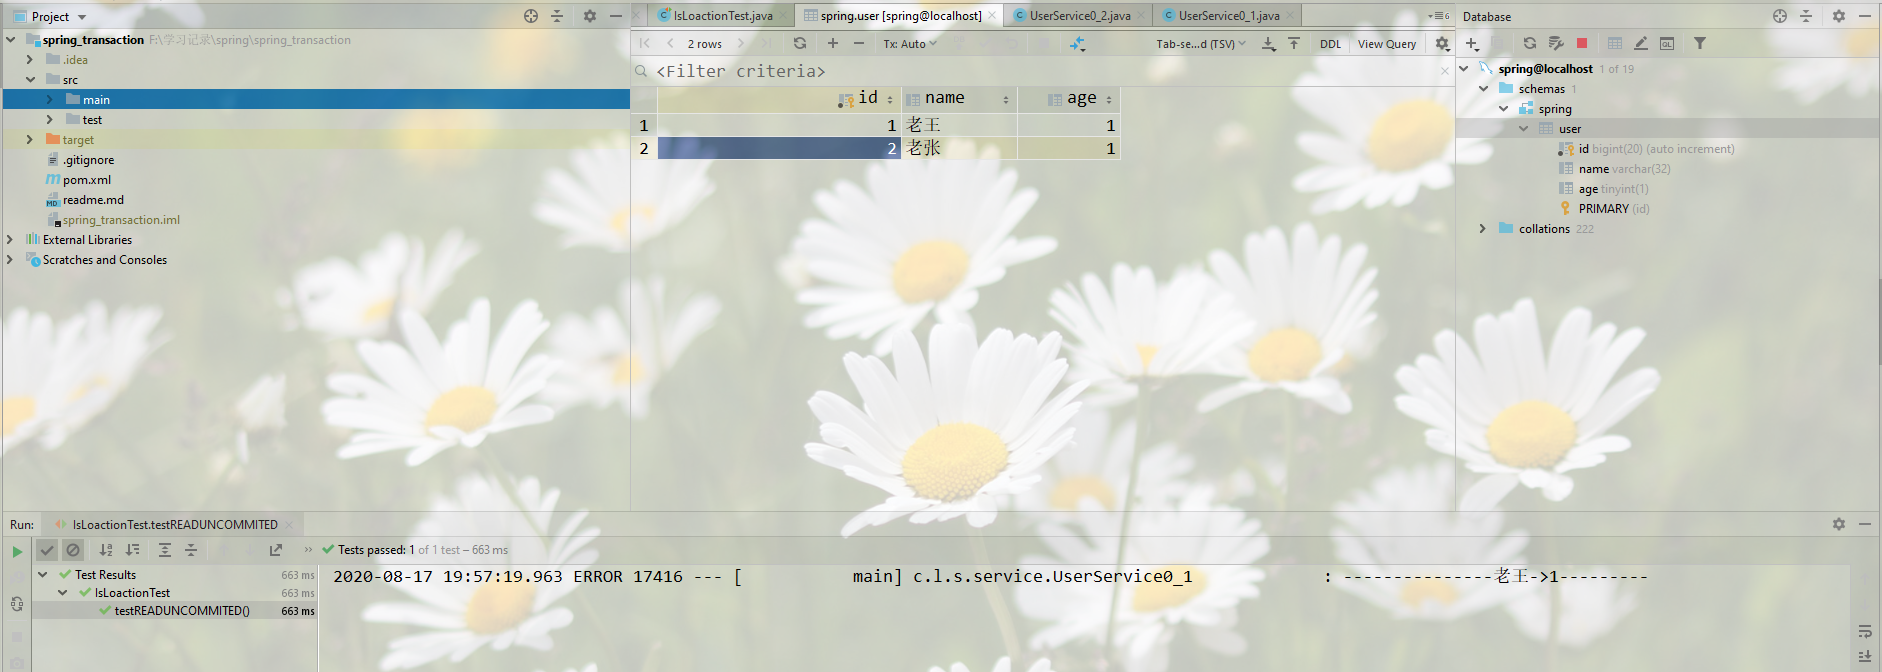 Project
spring_transaction F:\学习记录\spring\spring_transaction
.idea
src
main
test
target
.gitignore
pom.xml
readme.md
spring_transaction.iml
External Libraries
Scratches and Consoles
IsLoactionTest.java
spring.user [spring@localhost]
UserService0_2.java
UserService0_1.java
2 rows
Tx: Auto
Tab-se...d (TSV)
DDL
View Query
<Filter criteria>
id name age
1 1 老王 1
2 2 老张 1
Database
spring@localhost 1 of 19
schemas 1
spring
user
id bigint(20) (auto increment)
name varchar(32)
age tinyint(1)
PRIMARY (id)
collations 222
Run: IsLoactionTest.testREADUNCOMMITED
Tests passed: 1 of 1 test – 663 ms
Test Results 663 ms
IsLoactionTest 663 ms
testREADUNCOMMITED() 663 ms
2020-08-17 19:57:19.963 ERROR 17416 --- [           main] c.l.s.service.UserService0_1             : ---------------老王->1---------